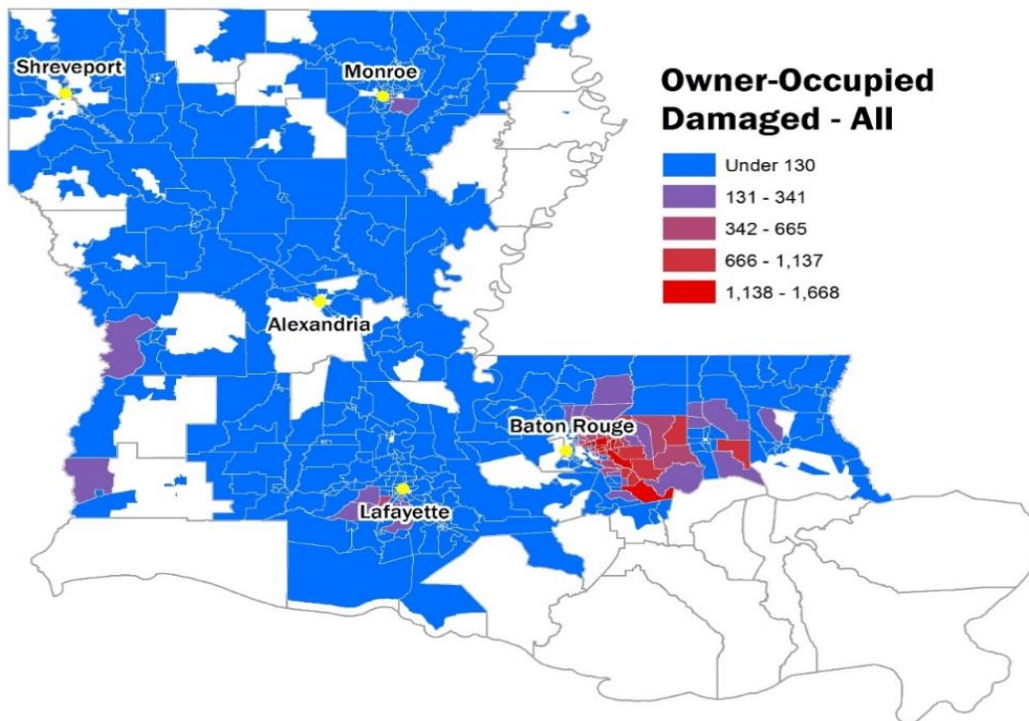 Shreveport
Monroe
Owner-Occupied
Damaged - All
Under 130
131 - 341
342 - 665
666 - 1,137
1,138 - 1,668
Alexandria
Baton Rouge
Lafayette